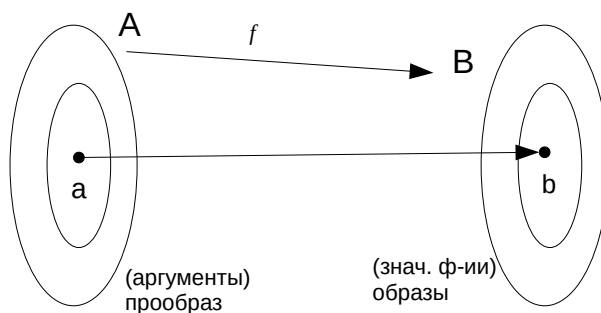 A
f
B
a
b
(аргументы)
прообраз
(знач. ф-ии)
образы